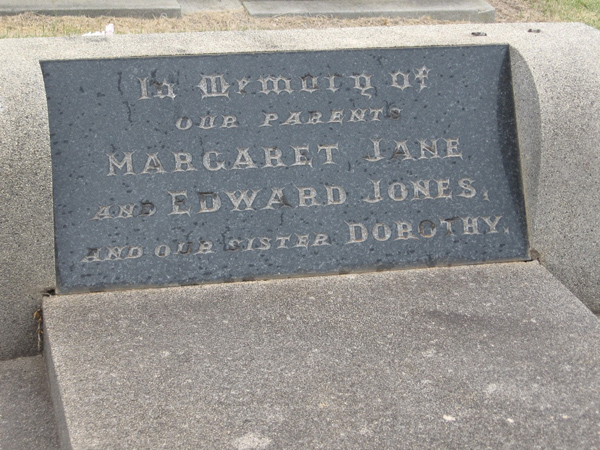 In Memory of
OUR PARENTS
MARGARET JANE
AND EDWARD JONES,
AND OUR SISTER DOROTHY.